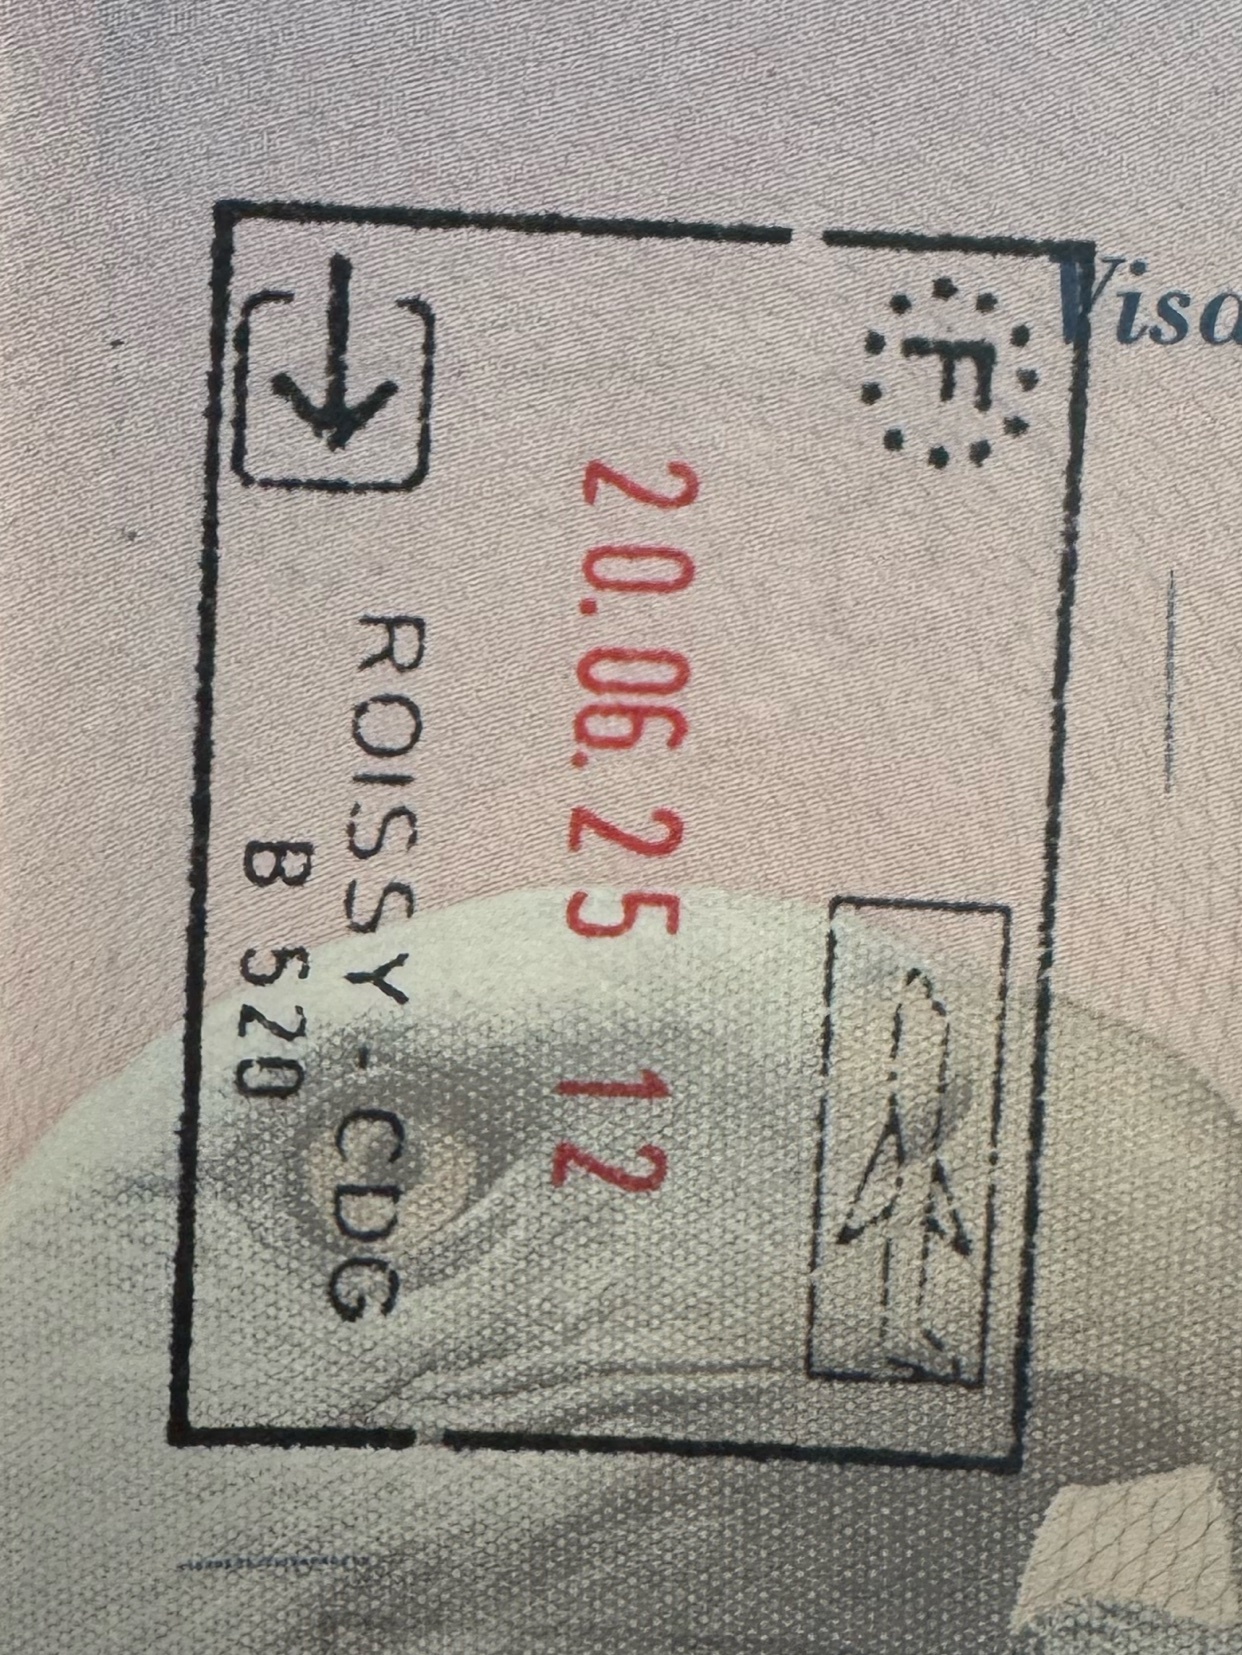 F
20.06.25 12
ROISSY - CDG
B 520
Visa